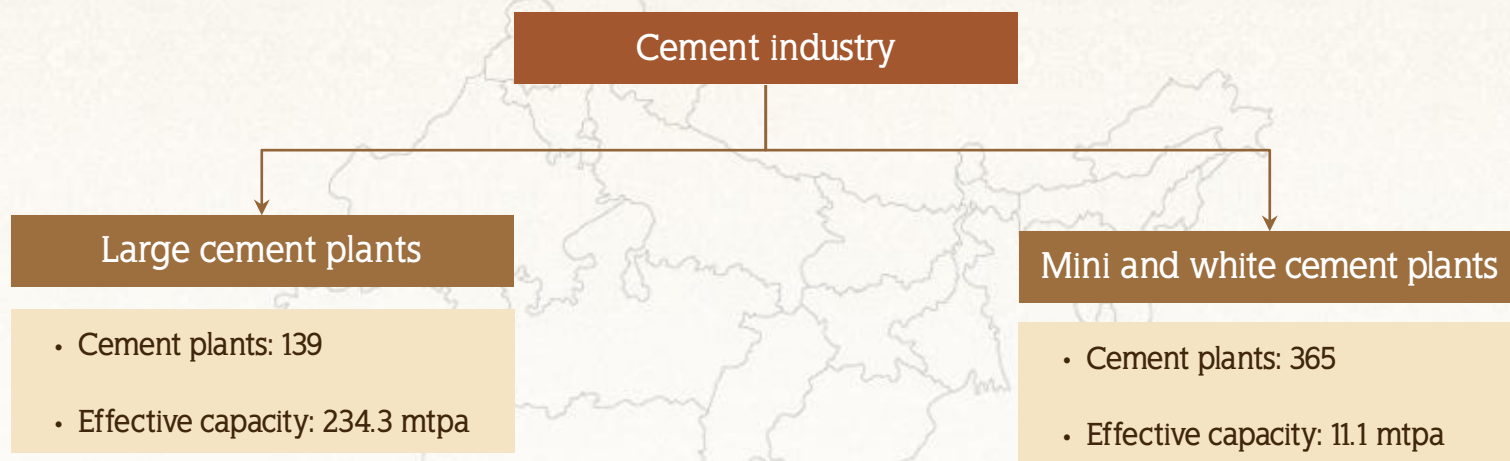 Cement industry
Large cement plants
• Cement plants: 139
• Effective capacity: 234.3 mtpa
Mini and white cement plants
• Cement plants: 365
• Effective capacity: 11.1 mtpa